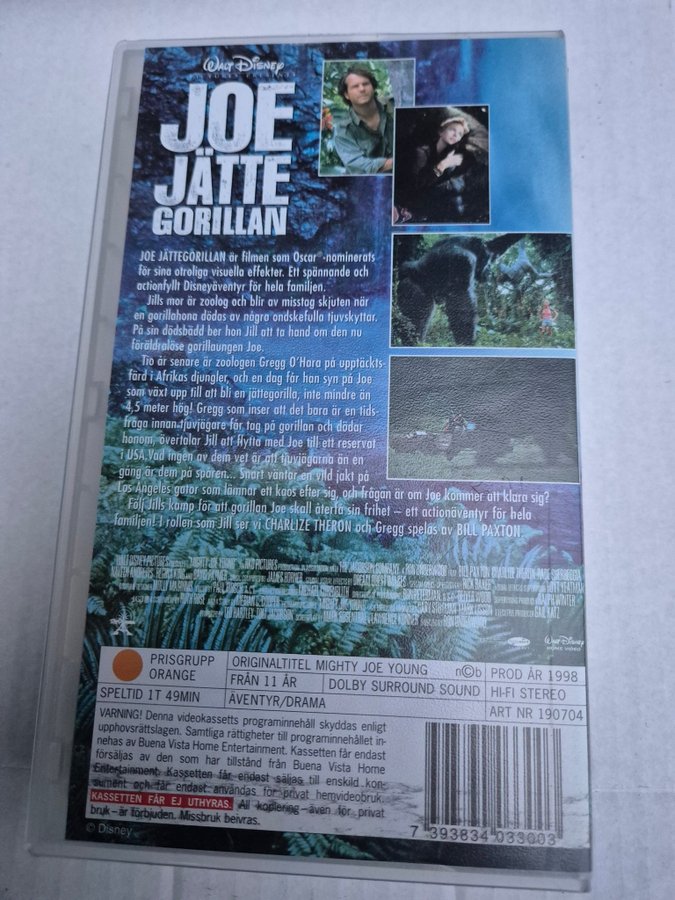 WALT DISNEY
PICTURES PRESENTS
JOE
JÄTTE
GORILLAN
JOE JÄTTEGORILLAN är filmen som Oscar®-nominerats
för sina otroliga visuella effekter. Ett spännande och
actionfyllt Disneyäventyr för hela familjen.
Jills mor är zoolog och blir av misstag skjuten när
en gorillahona dödas av några ondskefulla tjuvskyttar.
På sin dödsbädd ber hon Jill att ta hand om den nu
föräldralöse gorillaungen Joe.
Tio år senare är zoologen Gregg O'Hara på upptäckts-
färd i Afrikas djungler, och en dag får han syn på Joe
som växt upp till att bli en jättegorilla, inte mindre än
4,5 meter hög! Gregg som inser att det bara är en tids-
fråga innan tjuvjägare får tag på gorillan och dödar
honom, övertalar Jill att flytta med Joe till ett reservat
i USA.Vad ingen av dem vet är att tjuvjägarna än en
gång är dem på spåren... Snart väntar en vild jakt på
Los Angeles gator som lämnar ett kaos efter sig, och frågan är om Joe kommer att klara sig?
Följ Jills kamp för att gorillan Joe skall återfå sin frihet – ett actionäventyr för hela
familjen! I rollen som Jill ser vi CHARLIZE THERON och Gregg spelas av BILL PAXTON.
WALT DISNEY
HOME VIDEO
PRISGRUPP
ORANGE
ORIGINALTITEL MIGHTY JOE YOUNG
n©b
PROD ÅR 1998
FRÅN 11 ÅR
DOLBY SURROUND SOUND
HI-FI STEREO
SPELTID 1T 49MIN
ÄVENTYR/DRAMA
ART NR 190704
VARNING! Denna videokassetts programinnehåll skyddas enligt
upphovsrättslagen. Samtliga rättigheter till programinnehållet in-
nehas av Buena Vista Home Entertainment. Kassetten får endast
försäljas av den som har tillstånd från Buena Vista Home
Entertainment. Kassetten får endast säljas till enskild kon-
sument och får endast användas för privat hemvideobruk.
KASSETTEN FÅR EJ UTHYRAS. All kopiering – även för privat
bruk – är förbjuden. Missbruk beivras.
© Disney
7 393834 033003